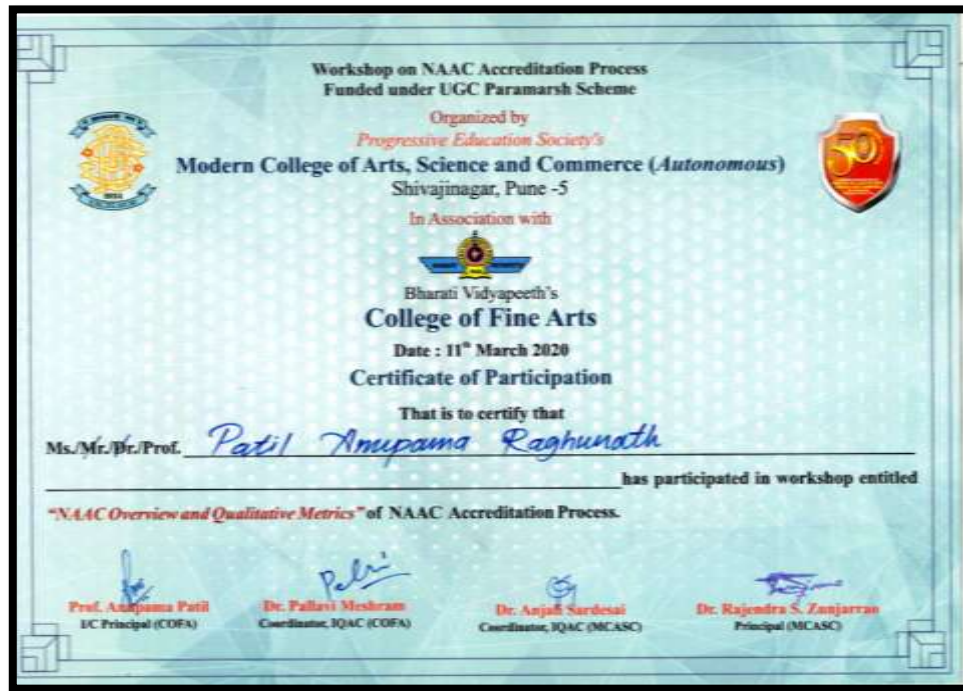 Workshop on NAAC Accreditation Process
Funded under UGC Paramarsh Scheme
Organized by
Progressive Education Society's
Modern College of Arts, Science and Commerce (Autonomous)
Shivajinagar, Pune -5
50
In Association with
Bharati Vidyapeeth's
College of Fine Arts
Date : 11th March 2020
Certificate of Participation
That is to certify that
Ms./Mr./Dr./Prof. Patil Anupama Raghunath
has participated in workshop entitled
"NAAC Overview and Qualitative Metrics" of NAAC Accreditation Process.
Prof. Anupama Patil
I/C Principal (COFA)
Dr. Pallavi Meshram
Coordinator, IQAC (COFA)
Dr. Anjali Sardesai
Coordinator, IQAC (MCASC)
Dr. Rajendra S. Zunjarrao
Principal (MCASC)